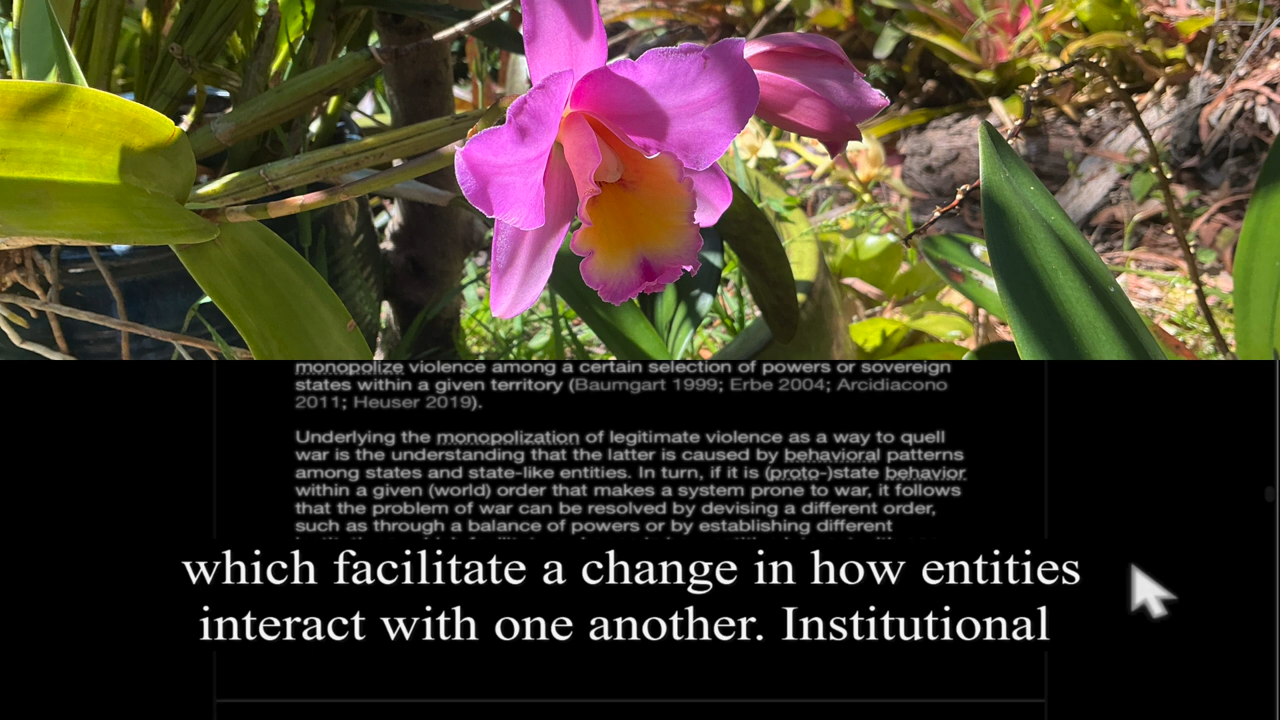 monopolize violence among a certain selection of powers or sovereign
states within a given territory (Baumgart 1999; Erbe 2004; Arcidiacono
2011; Heuser 2019).
Underlying the monopolization of legitimate violence as a way to quell
war is the understanding that the latter is caused by behavioral patterns
among states and state-like entities. In turn, if it is (proto-)state behavior
within a given (world) order that makes a system prone to war, it follows
that the problem of war can be resolved by devising a different order,
such as through a balance of powers or by establishing different
which facilitate a change in how entities
interact with one another. Institutional